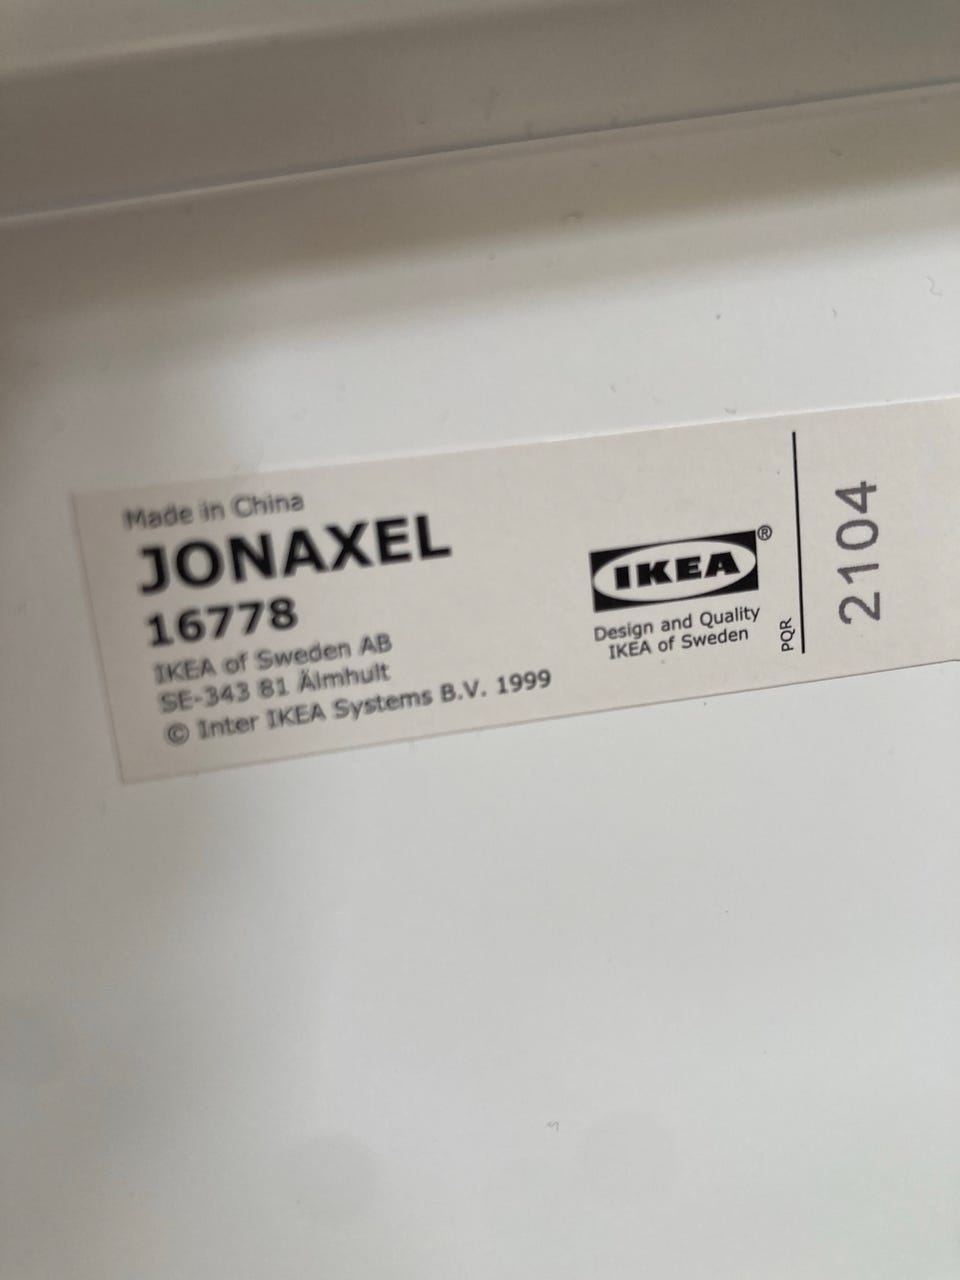 Made in China
JONAXEL
16778
IKEA of Sweden AB
SE-343 81 Älmhult
© Inter IKEA Systems B.V. 1999
IKEA®
Design and Quality
IKEA of Sweden
PQR
2104